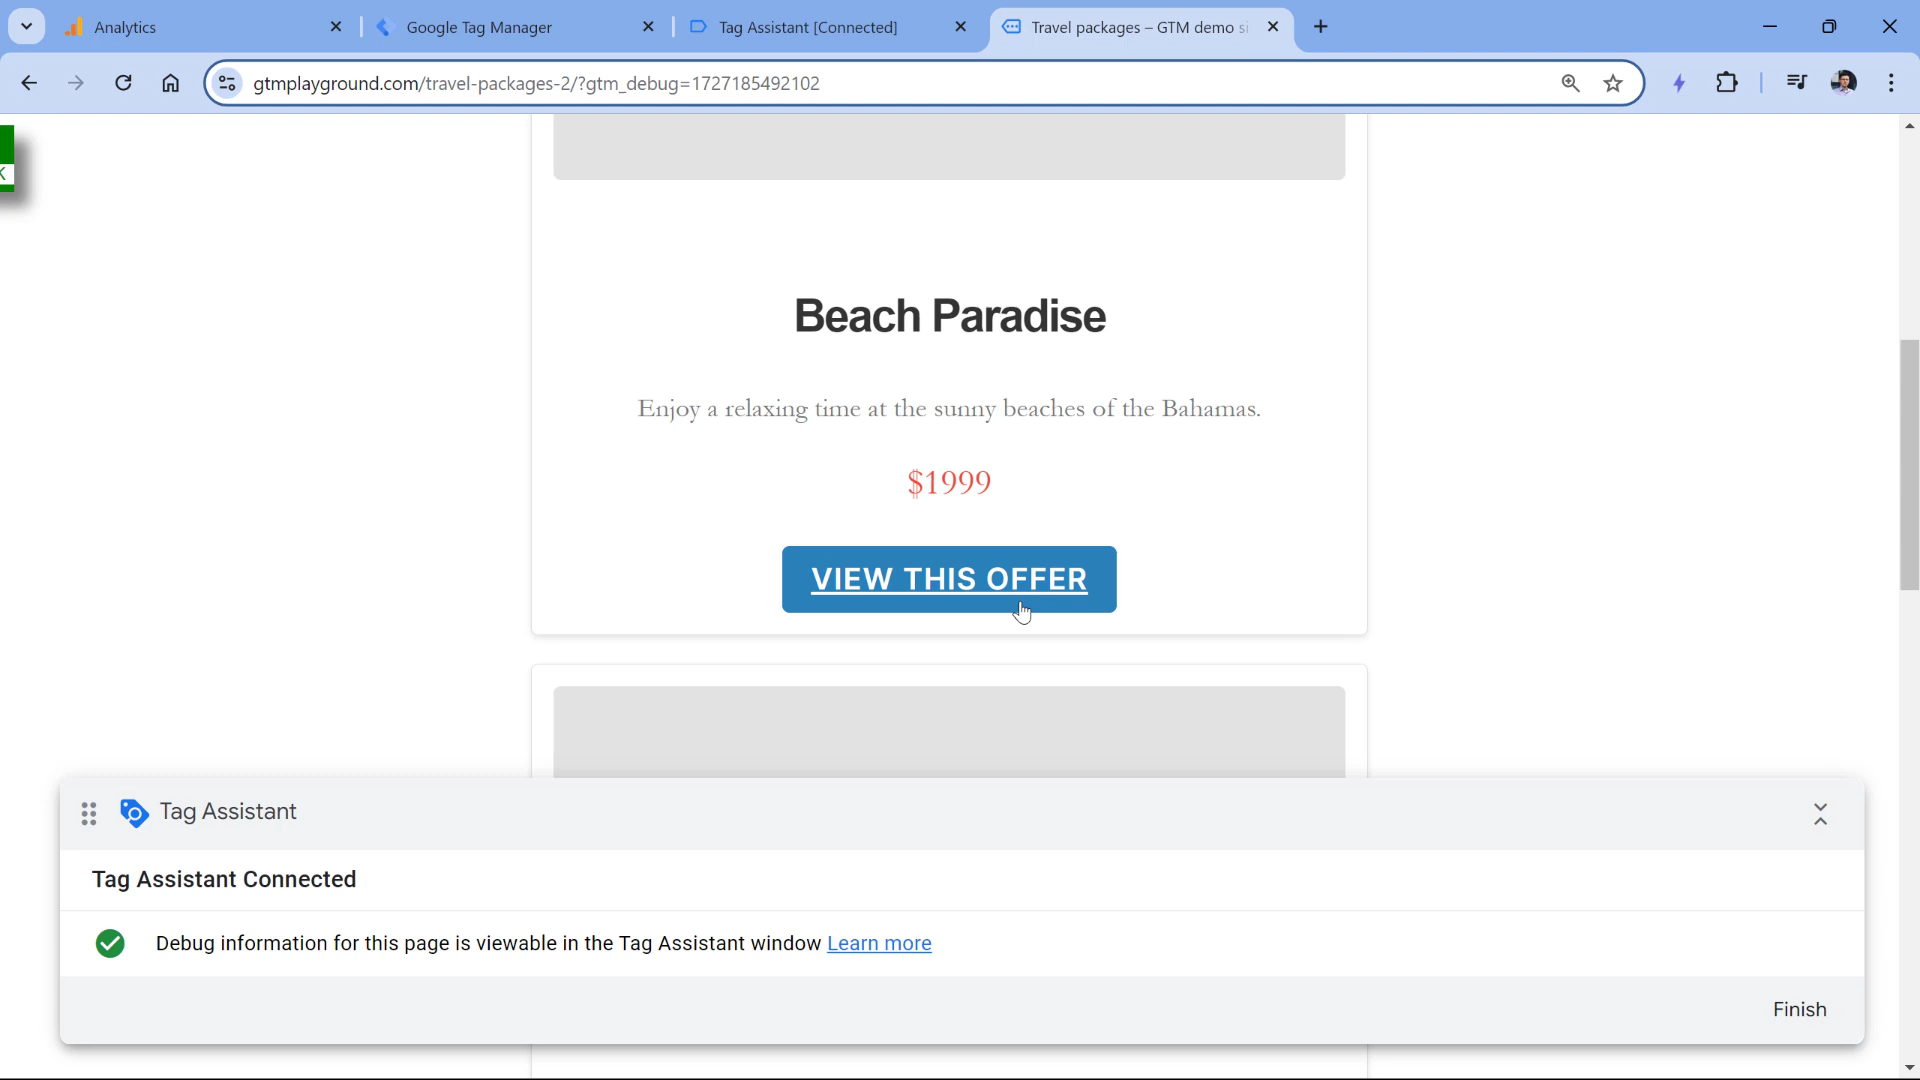 Analytics
Google Tag Manager
Tag Assistant [Connected]
Travel packages – GTM demo si
gtmplayground.com/travel-packages-2/?gtm_debug=1727185492102
K
Beach Paradise
Enjoy a relaxing time at the sunny beaches of the Bahamas.
$1999
VIEW THIS OFFER
Tag Assistant
Tag Assistant Connected
Debug information for this page is viewable in the Tag Assistant window Learn more
Finish